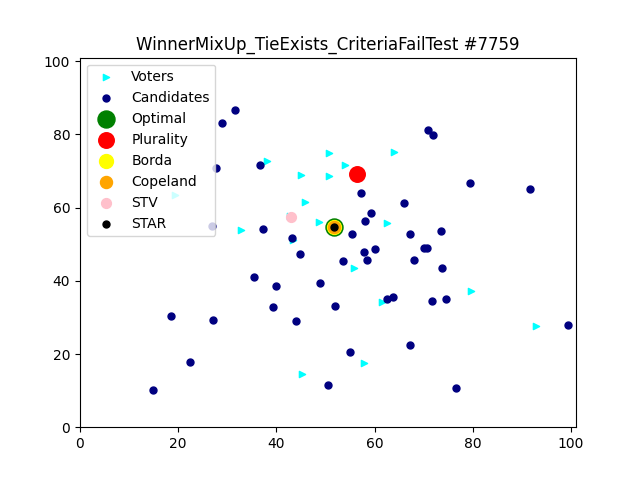 WinnerMixUp_TieExists_CriteriaFailTest #7759
100
80
60
40
20
0
Voters
Candidates
Optimal
Plurality
Borda
Copeland
STV
STAR
0 20 40 60 80 100